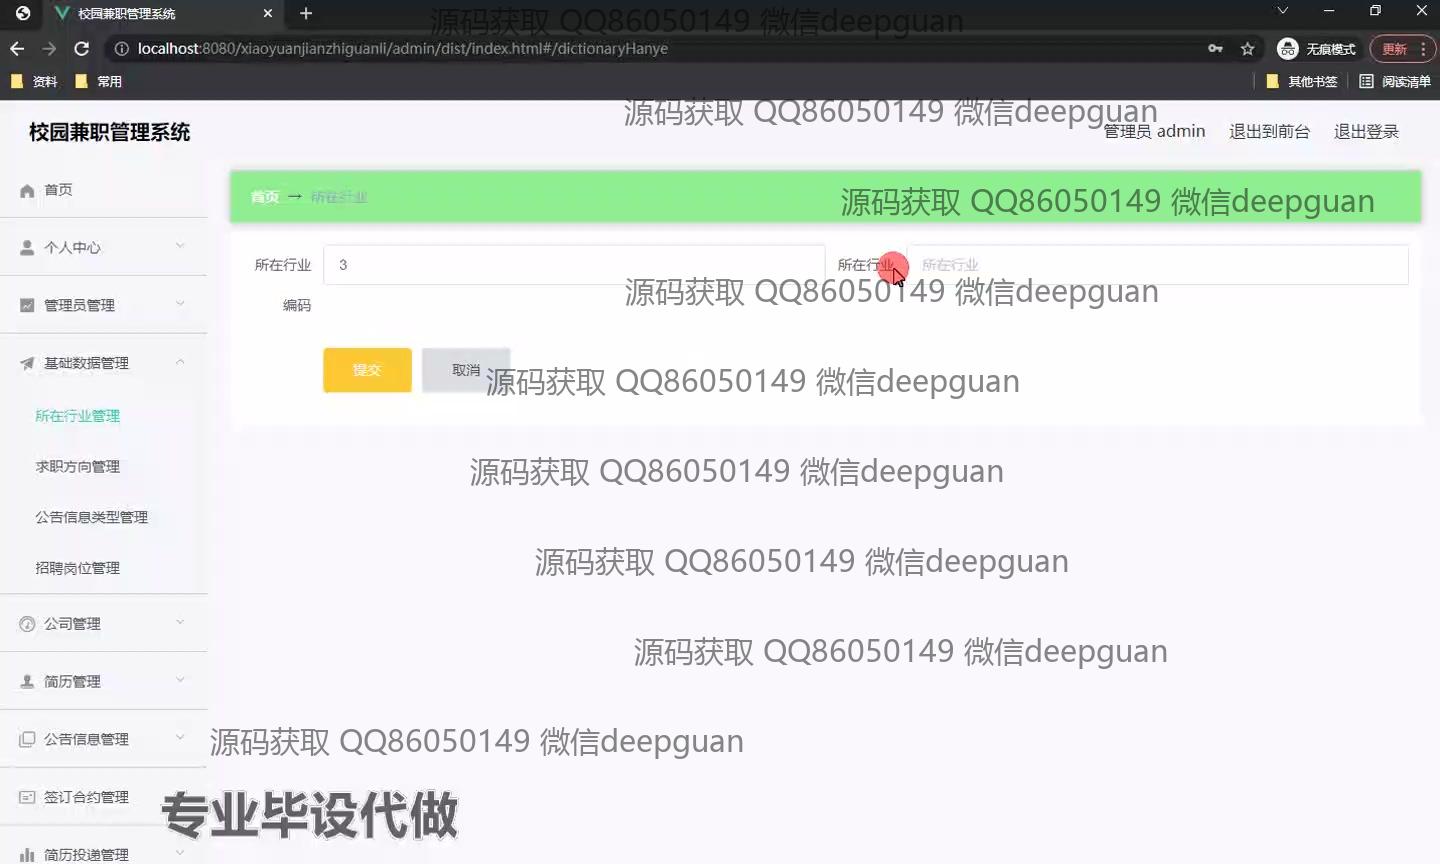 校园兼职管理系统
源码获取 QQ86050149 微信deepguan
localhost:8080/xiaoyuanjianzhiguanli/admin/dist/index.html#/dictionaryHanye
无痕模式
更新
资料
常用
其他书签
阅读清单
源码获取 QQ86050149 微信deepguan
校园兼职管理系统
管理员 admin
退出到前台
退出登录
首页
个人中心
管理员管理
基础数据管理
所在行业管理
求职方向管理
公告信息类型管理
招聘岗位管理
公司管理
简历管理
公告信息管理
签订合约管理
简历投递管理
首页 → 所在行业
源码获取 QQ86050149 微信deepguan
所在行业
编码
3
所在行业
所在行业
源码获取 QQ86050149 微信deepguan
提交
取消
源码获取 QQ86050149 微信deepguan
源码获取 QQ86050149 微信deepguan
源码获取 QQ86050149 微信deepguan
源码获取 QQ86050149 微信deepguan
源码获取 QQ86050149 微信deepguan
专业毕设代做